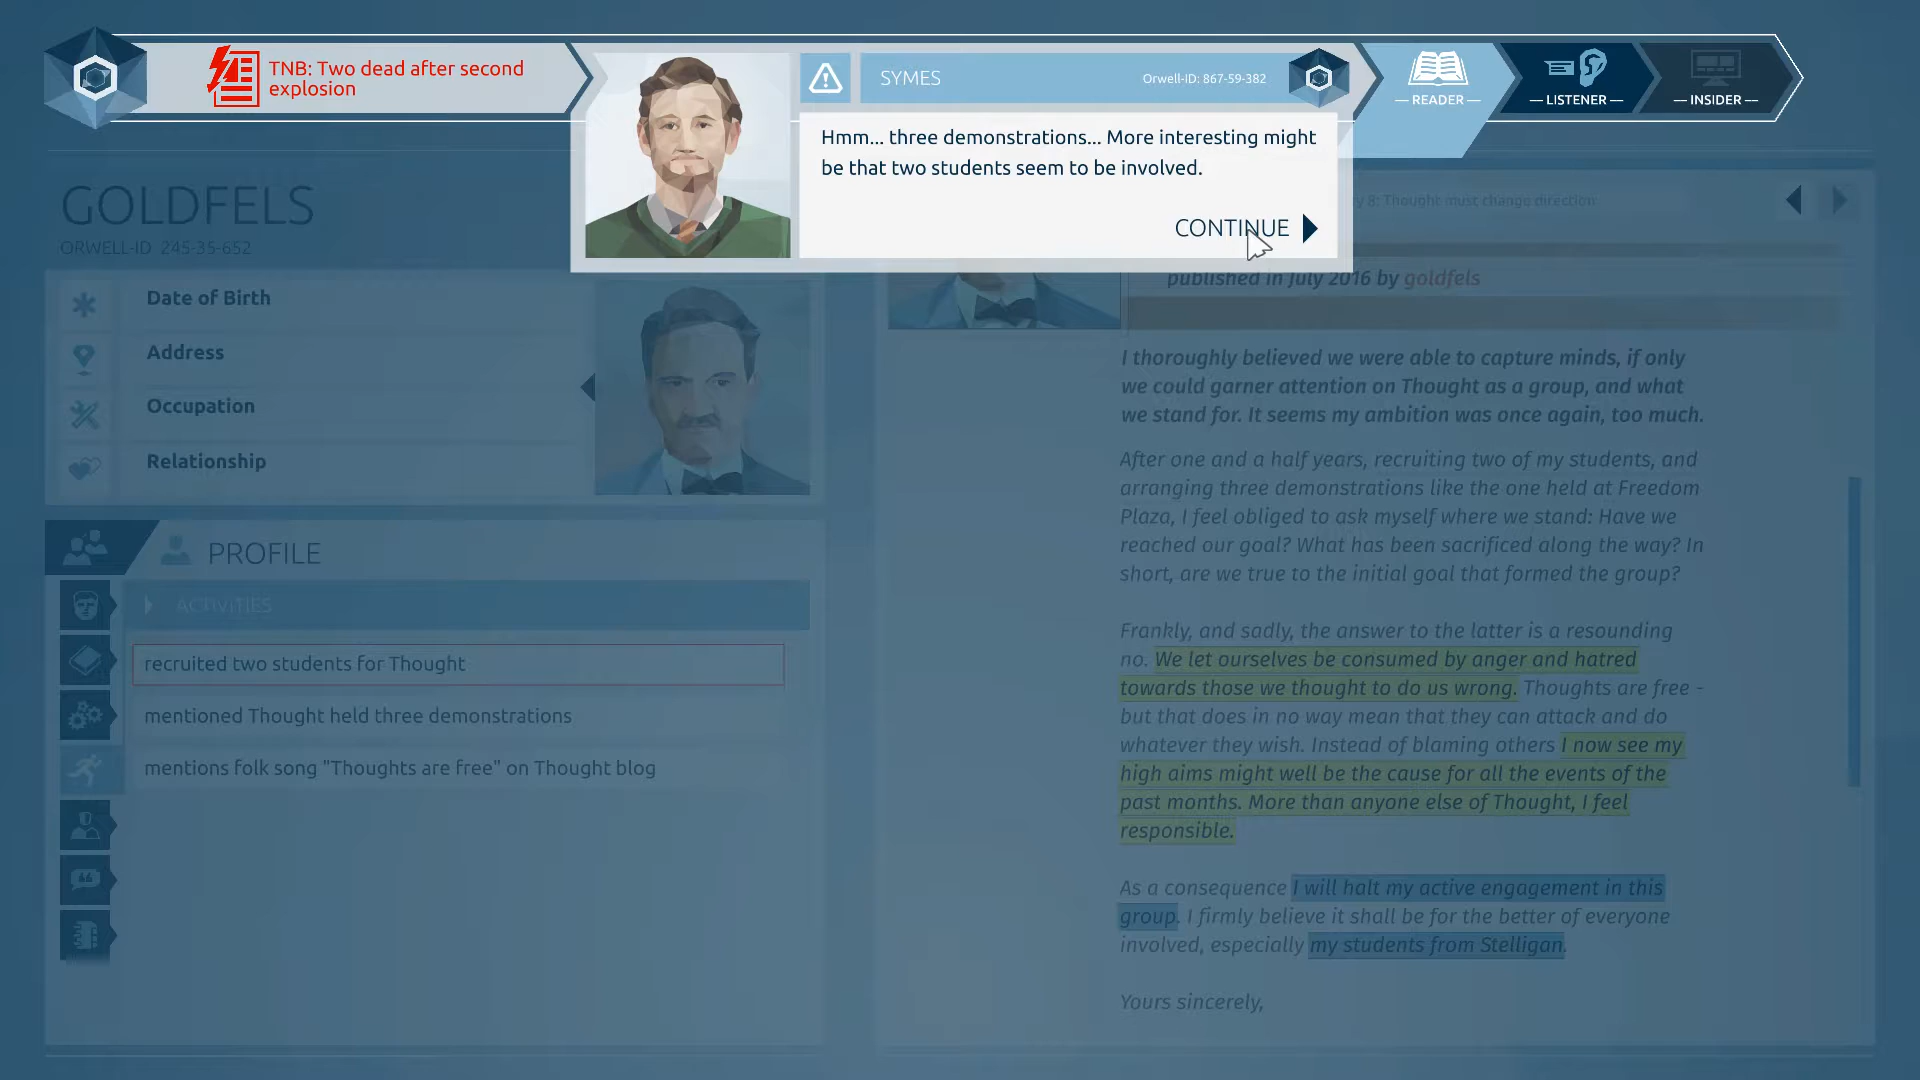 TNB: Two dead after second
explosion
SYMES
Orwell-ID: 867-59-382
Hmm... three demonstrations... More interesting might
be that two students seem to be involved.
CONTINUE
— READER —
— LISTENER —
— INSIDER —
GOLDFELS
ORWELL-ID 245-35-652
Date of Birth
Address
Occupation
Relationship
PROFILE
ACTIVITIES
recruited two students for Thought
mentioned Thought held three demonstrations
mentions folk song "Thoughts are free" on Thought blog
8: Thought must change direction
published in July 2016 by goldfels
I thoroughly believed we were able to capture minds, if only
we could garner attention on Thought as a group, and what
we stand for. It seems my ambition was once again, too much.
After one and a half years, recruiting two of my students, and
arranging three demonstrations like the one held at Freedom
Plaza, I feel obliged to ask myself where we stand: Have we
reached our goal? What has been sacrificed along the way? In
short, are we true to the initial goal that formed the group?
Frankly, and sadly, the answer to the latter is a resounding
no. We let ourselves be consumed by anger and hatred
towards those we thought to do us wrong. Thoughts are free -
but that does in no way mean that they can attack and do
whatever they wish. Instead of blaming others I now see my
high aims might well be the cause for all the events of the
past months. More than anyone else of Thought, I feel
responsible.
As a consequence I will halt my active engagement in this
group. I firmly believe it shall be for the better of everyone
involved, especially my students from Stelligan.
Yours sincerely,